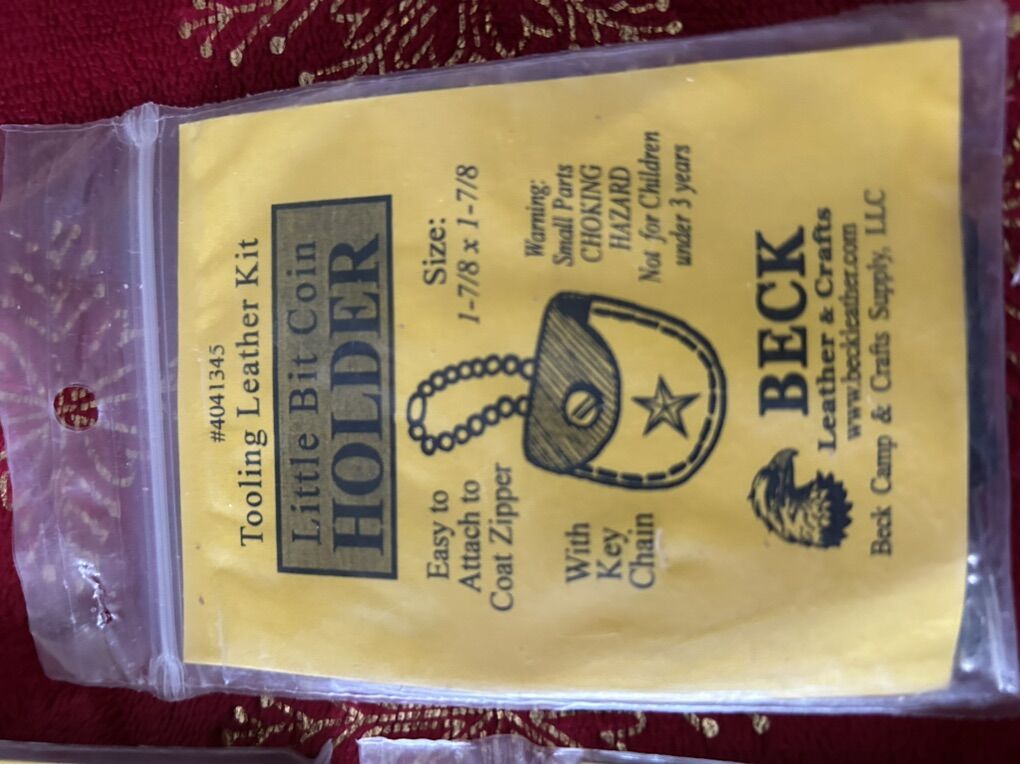 #4041345
Tooling Leather Kit
Little Bit Coin
HOLDER
Easy to
Attach to
Coat Zipper
Size:
1-7/8 x 1-7/8
With
Key
Chain
Warning:
Small Parts
CHOKING
HAZARD
Not for Children
under 3 years
BECK
Leather & Crafts
www.beckleather.com
Beck Camp & Crafts Supply, LLC